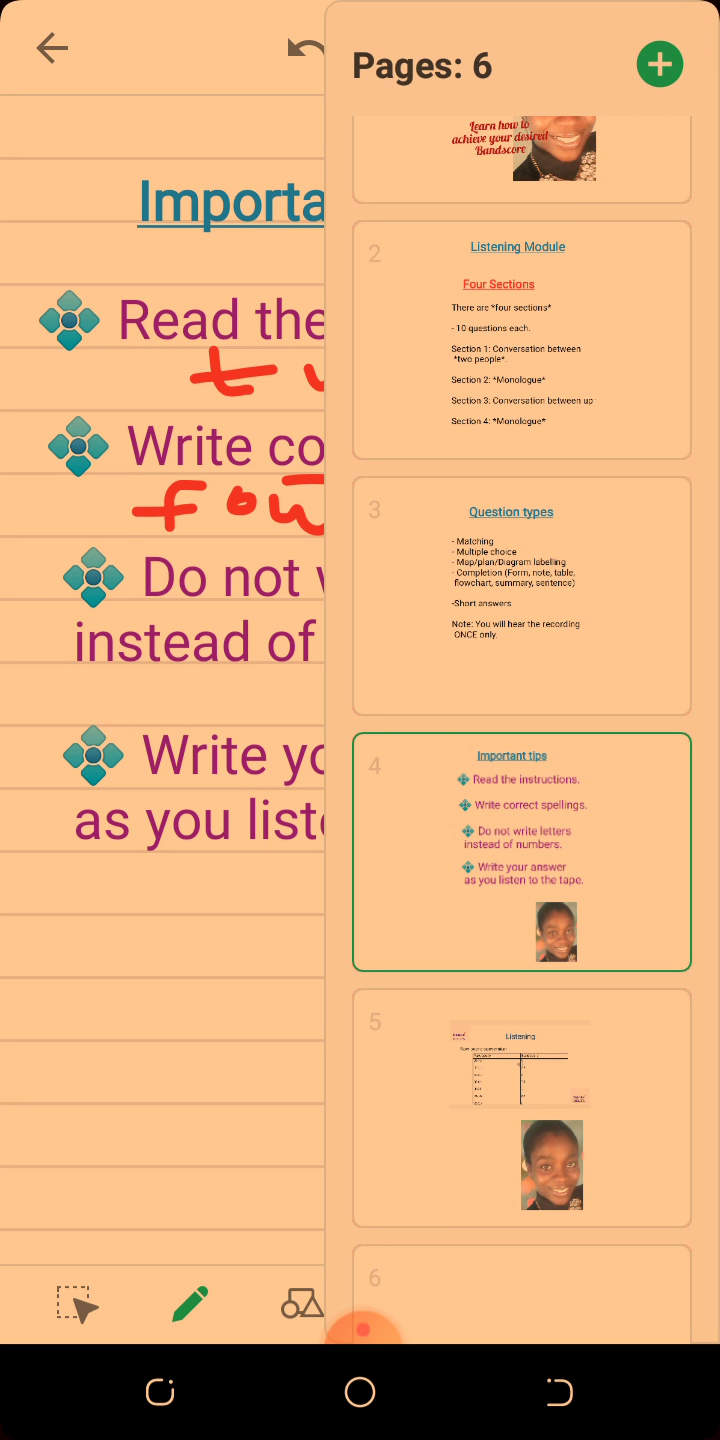 Pages: 6
Importa
Read the
t
Write co
fow
Do not w
instead of
Write yo
as you liste
Learn how to
achieve your desired
Bandscore
2
Listening Module
Four Sections
There are *four sections*
- 10 questions each.
Section 1: Conversation between
*two people*.
Section 2: *Monologue*
Section 3: Conversation between up
Section 4: *Monologue*
3
Question types
- Matching
- Multiple choice
- Map/plan/Diagram labelling
- Completion (Form, note, table,
flowchart, summary, sentence)
-Short answers
Note: You will hear the recording
ONCE only.
4
Important tips
Read the instructions.
Write correct spellings.
Do not write letters
instead of numbers.
Write your answer
as you listen to the tape.
5
Listening
6